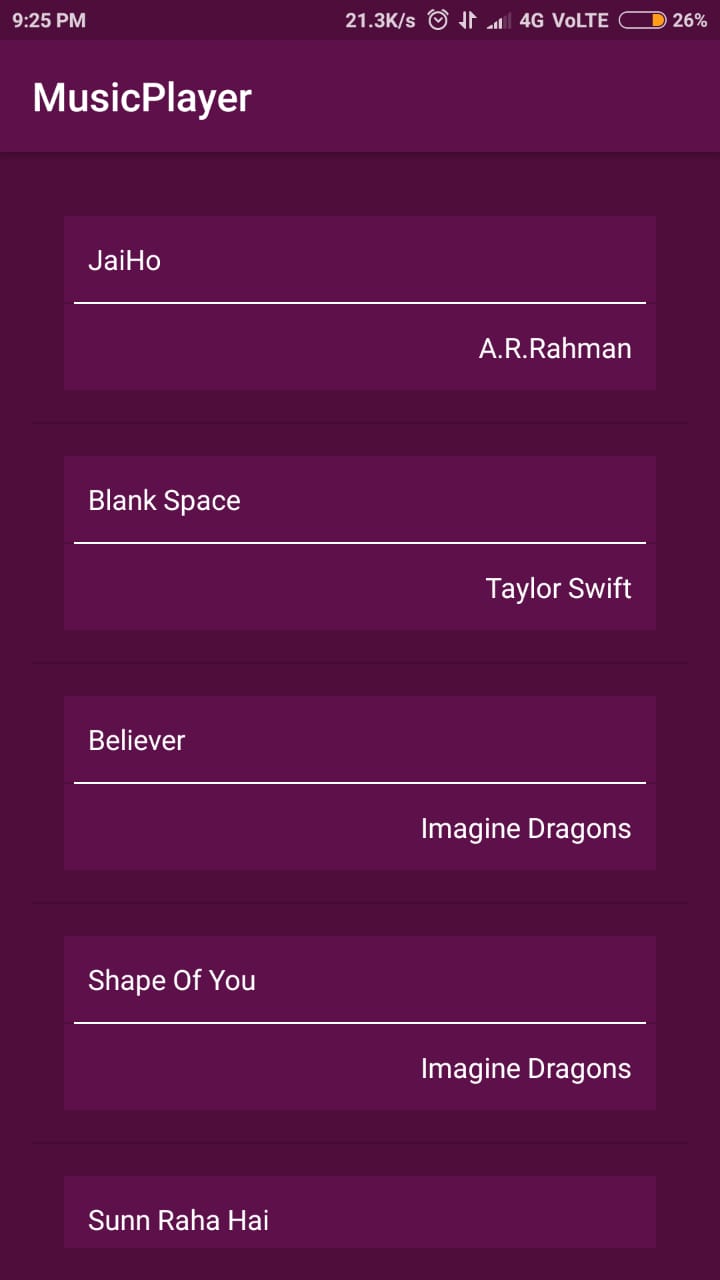 9:25 PM 21.3K/s 4G VoLTE 26%
MusicPlayer
JaiHo
A.R.Rahman
Blank Space
Taylor Swift
Believer
Imagine Dragons
Shape Of You
Imagine Dragons
Sunn Raha Hai